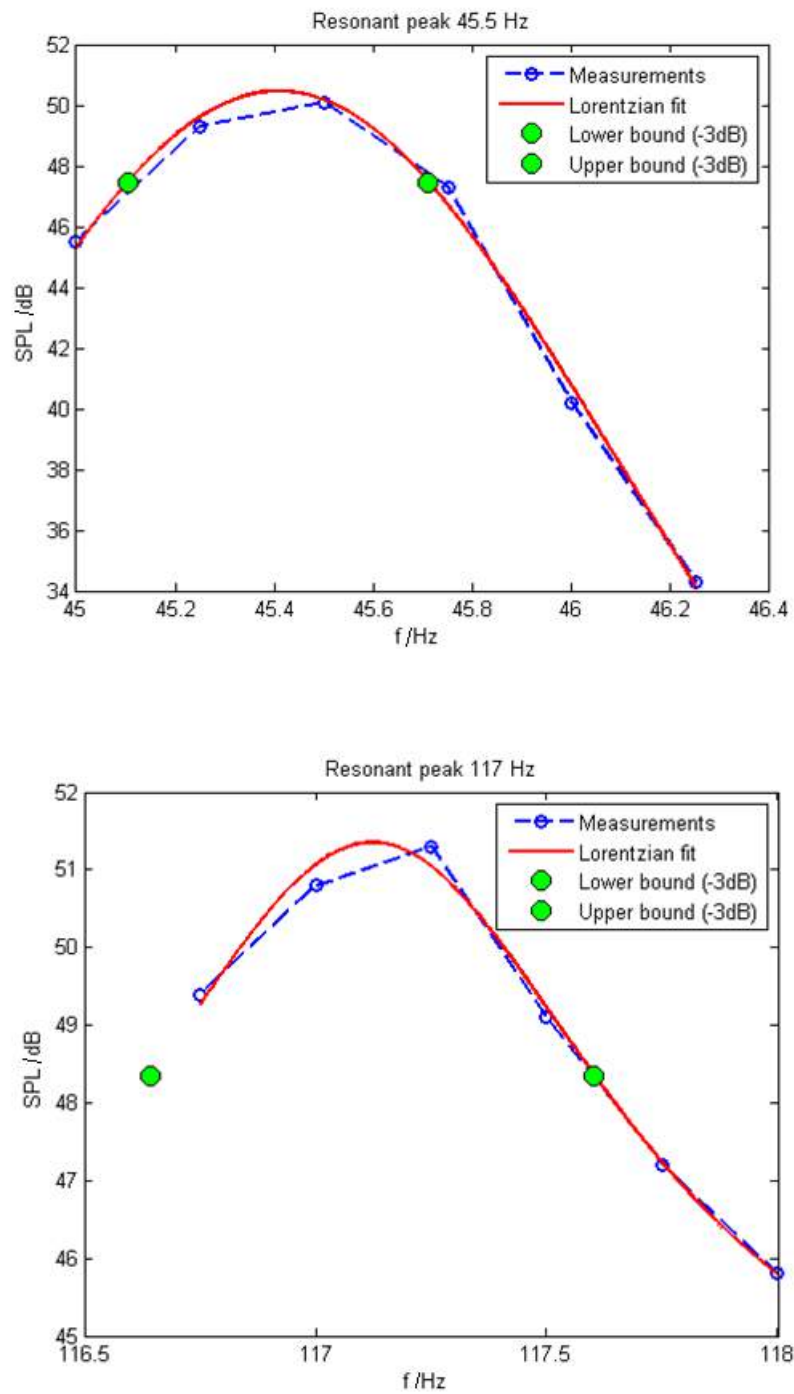 Resonant peak 45.5 Hz
52
50
48
46
44
42
40
38
36
34
SPL /dB
Measurements
Lorentzian fit
Lower bound (-3dB)
Upper bound (-3dB)
45 45.2 45.4 45.6 45.8 46 46.2 46.4
f /Hz
Resonant peak 117 Hz
52
51
50
49
48
47
46
45
SPL /dB
Measurements
Lorentzian fit
Lower bound (-3dB)
Upper bound (-3dB)
116.5 117 117.5 118
f /Hz